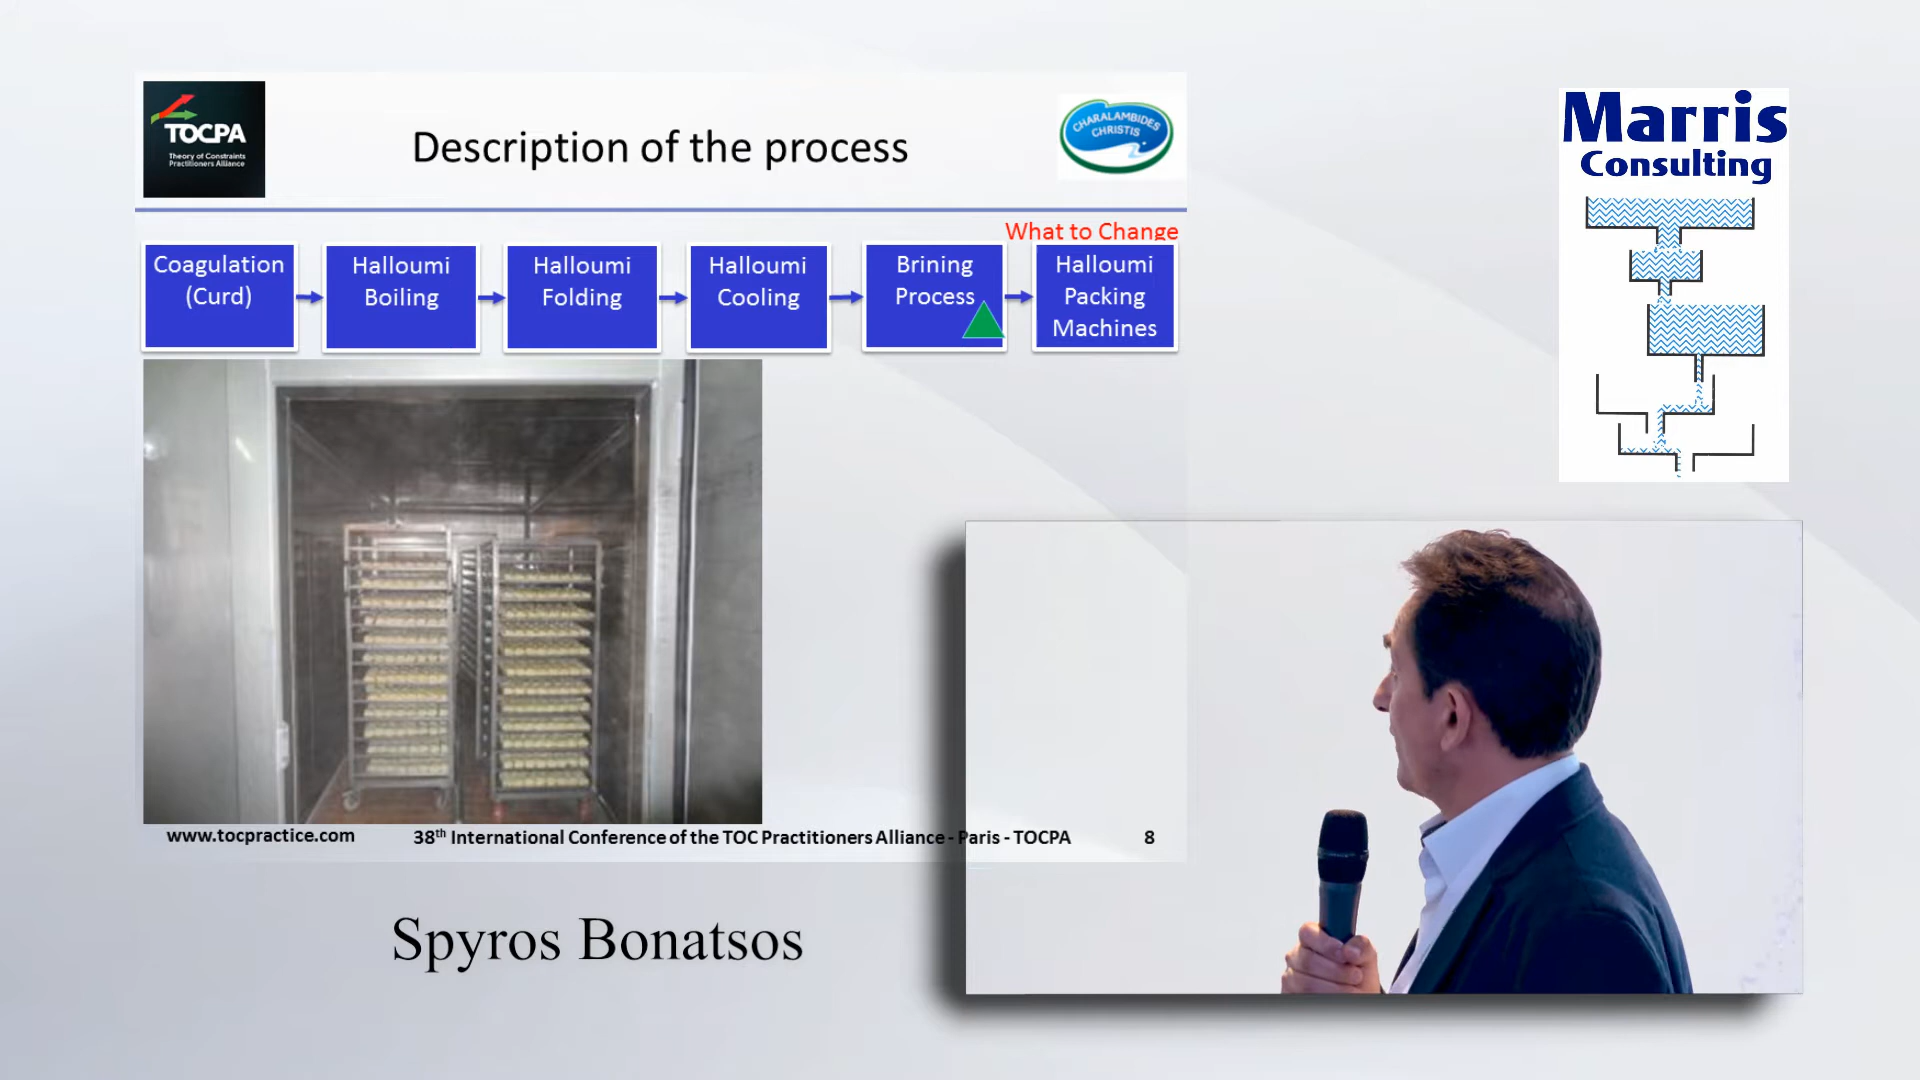 TOCPA
Theory of Constraints
Practitioners Alliance
Description of the process
CHARALAMBIDES
CHRISTIS
Marris
Consulting
What to Change
Coagulation
(Curd)
Halloumi
Boiling
Halloumi
Folding
Halloumi
Cooling
Brining
Process
Halloumi
Packing
Machines
www.tocpractice.com
38th International Conference of the TOC Practitioners Alliance - Paris - TOCPA
8
Spyros Bonatsos